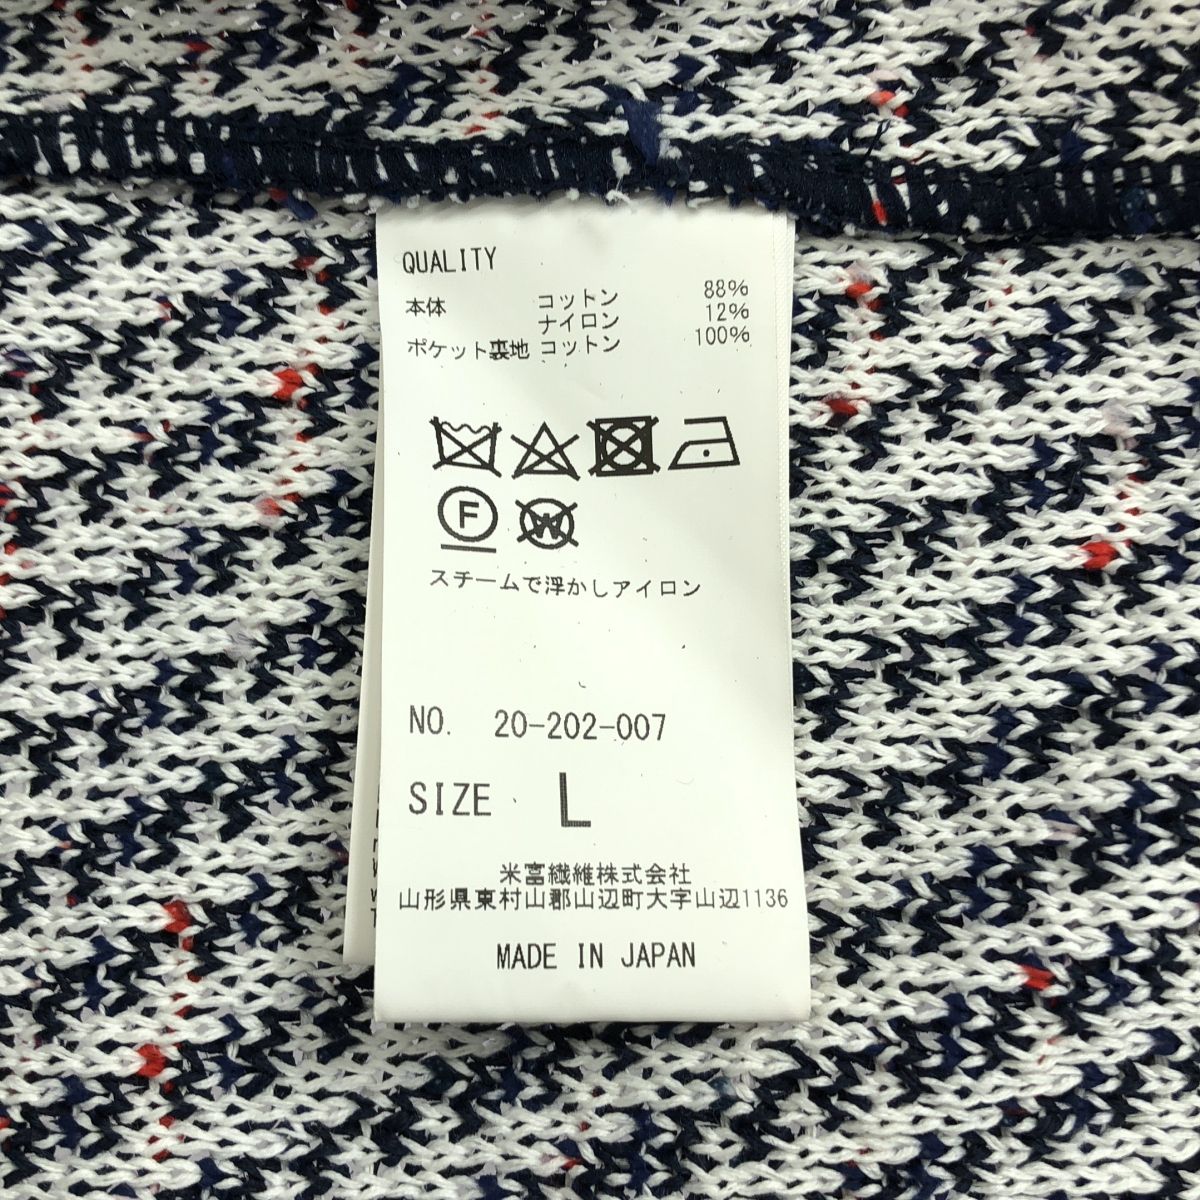 QUALITY
本体 コットン 88%
ナイロン 12%
ポケット裏地 コットン 100%
F W
スチームで浮かしアイロン
NO. 20-202-007
SIZE L
米富繊維株式会社
山形県東村山郡山辺町大字山辺1136
MADE IN JAPAN